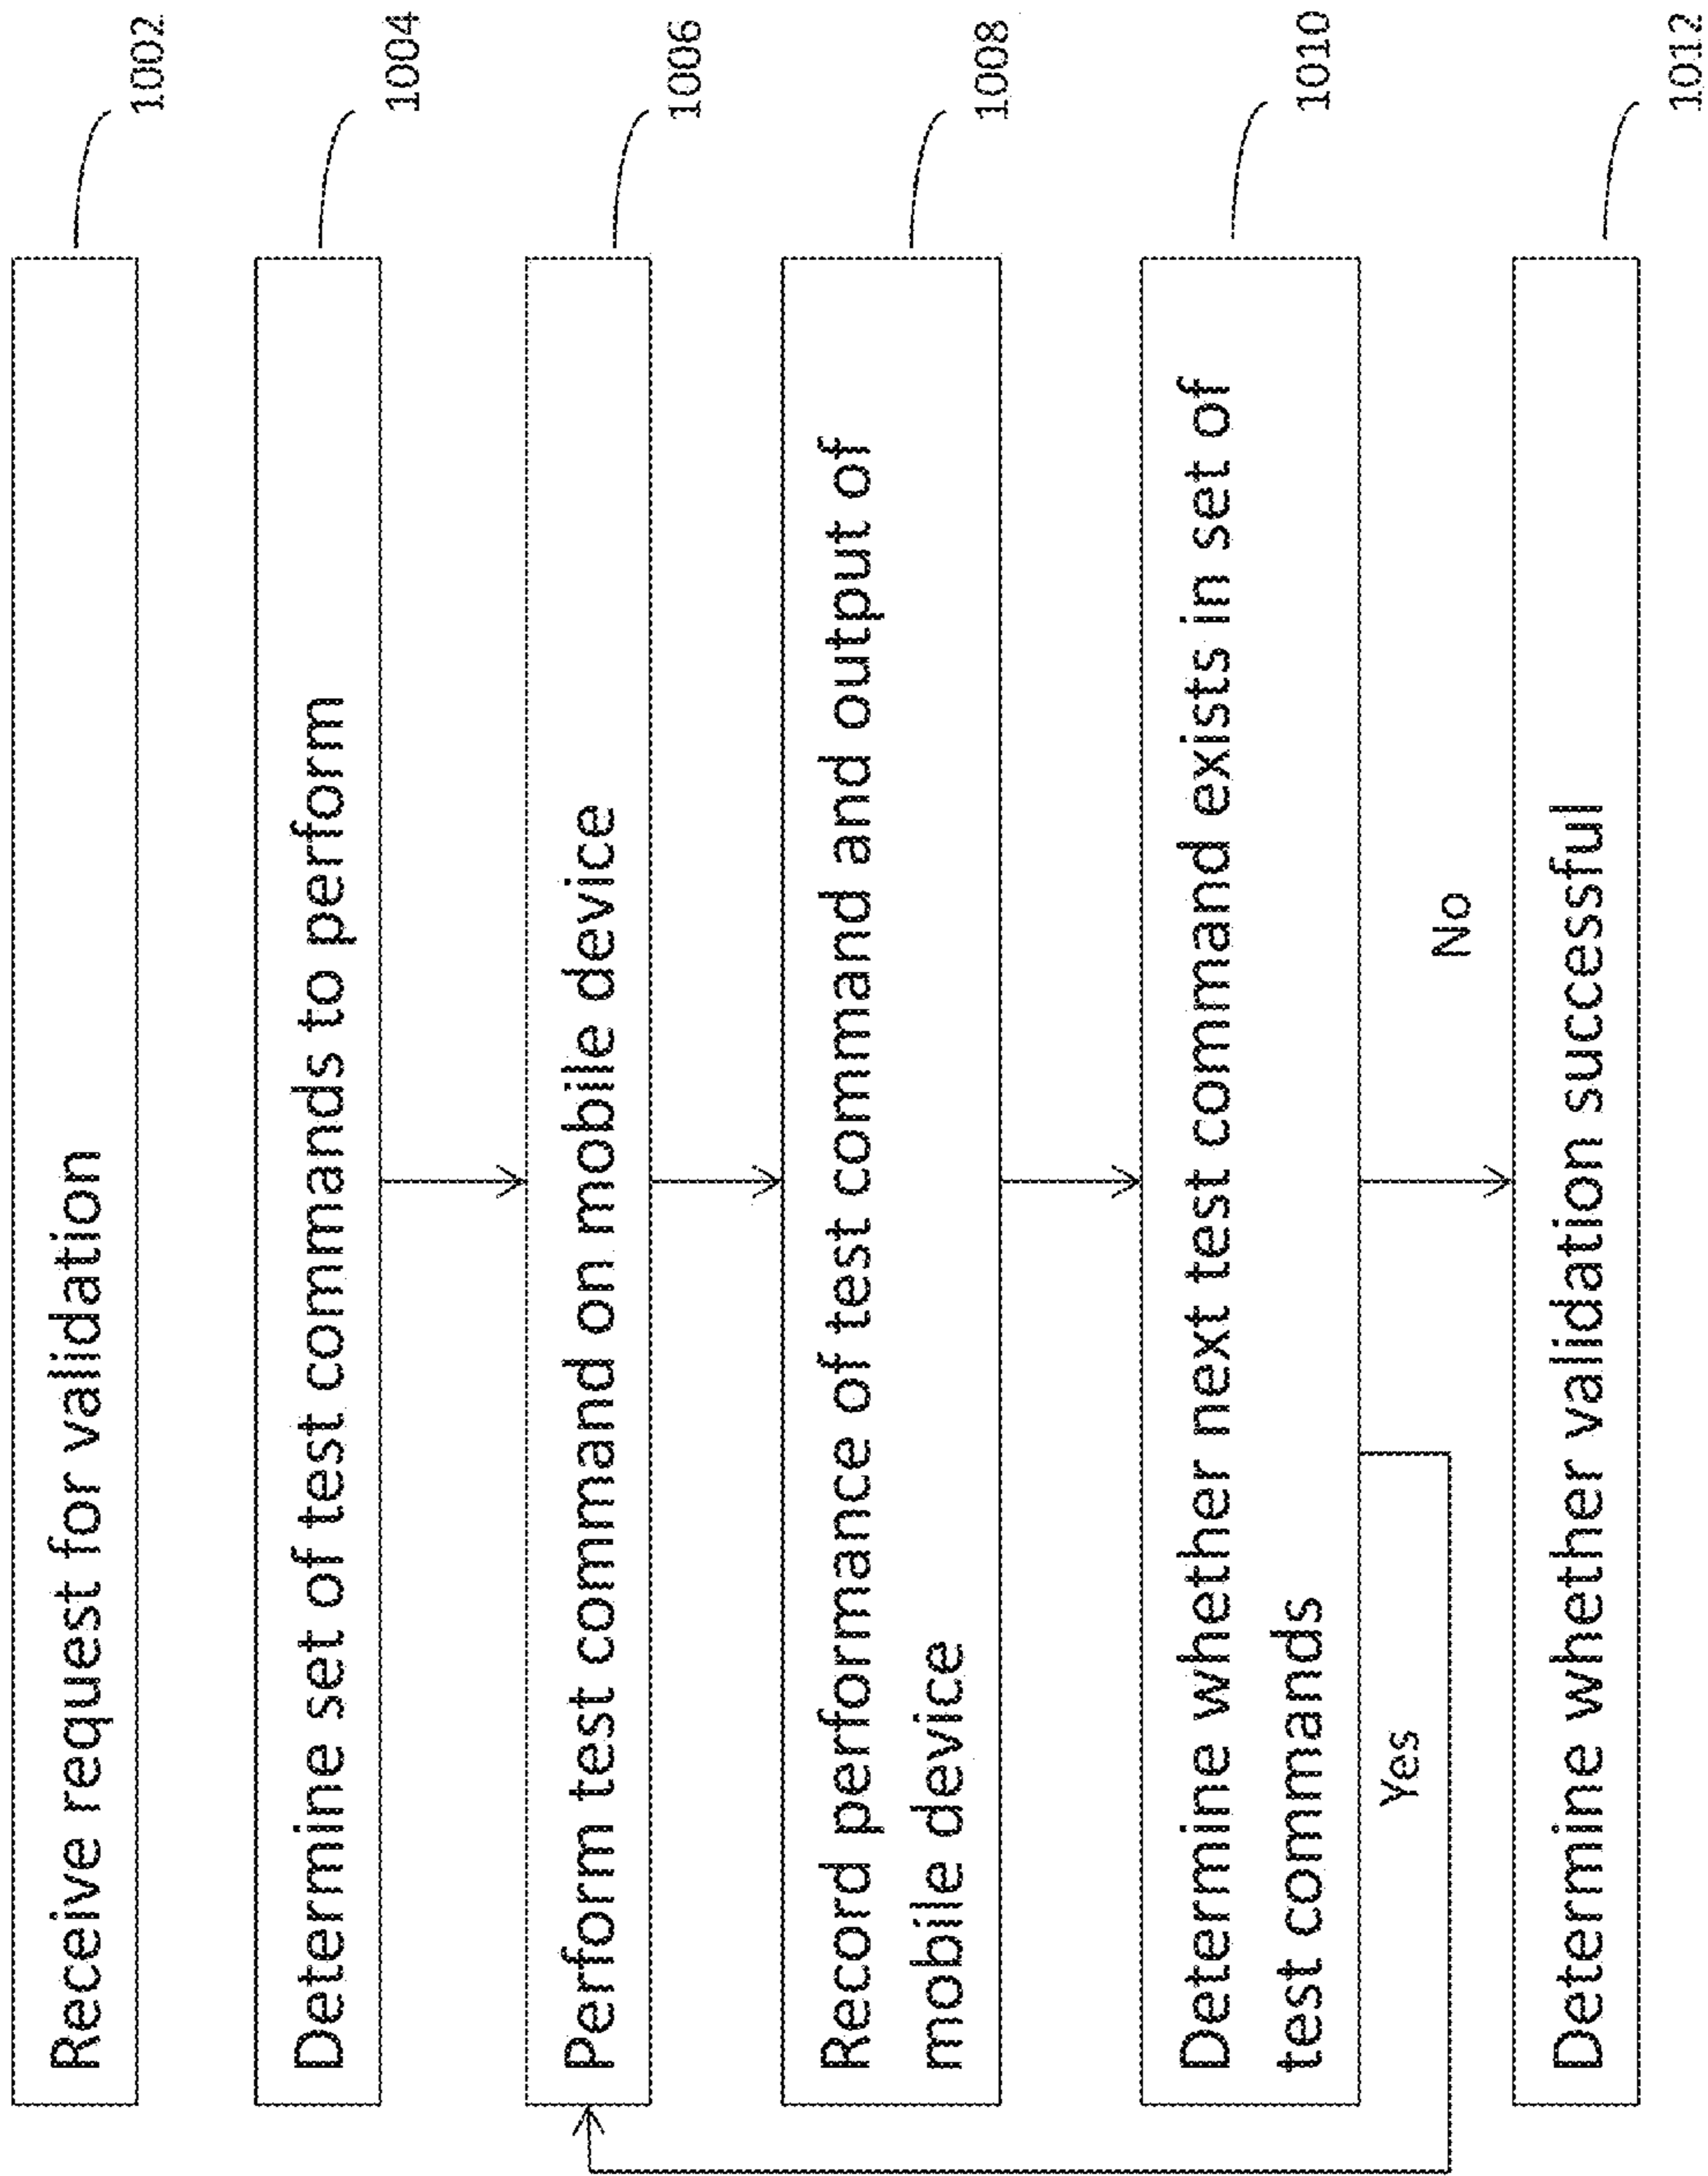 Receive request for validation
1002
Determine set of test commands to perform
1004
Perform test command on mobile device
1006
Record performance of test command and output of
mobile device
1008
Determine whether next test command exists in set of
test commands
1010
Yes
No
Determine whether validation successful
1012